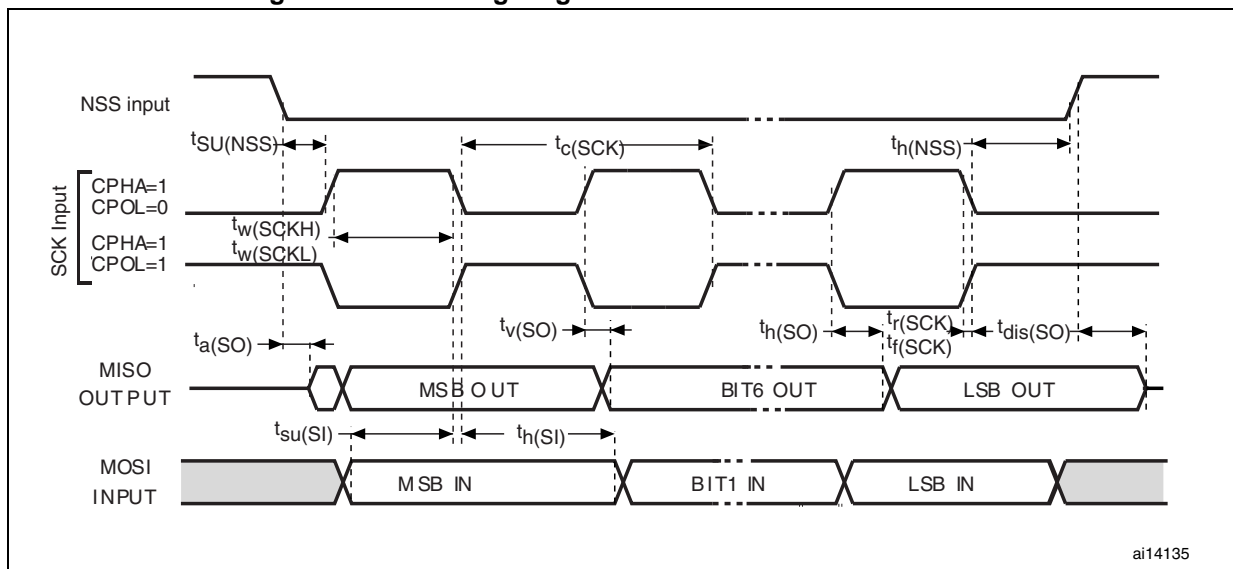 NSS input
tSU(NSS)
tc(SCK)
th(NSS)
SCK Input
CPHA=1
CPOL=0
CPHA=1
CPOL=1
tw(SCKH)
tw(SCKL)
ta(SO)
tv(SO)
th(SO)
tr(SCK)
tf(SCK)
tdis(SO)
MISO
OUTPUT
MSB OUT
BIT6 OUT
LSB OUT
tsu(SI)
th(SI)
MOSI
INPUT
MSB IN
BIT1 IN
LSB IN
ai14135